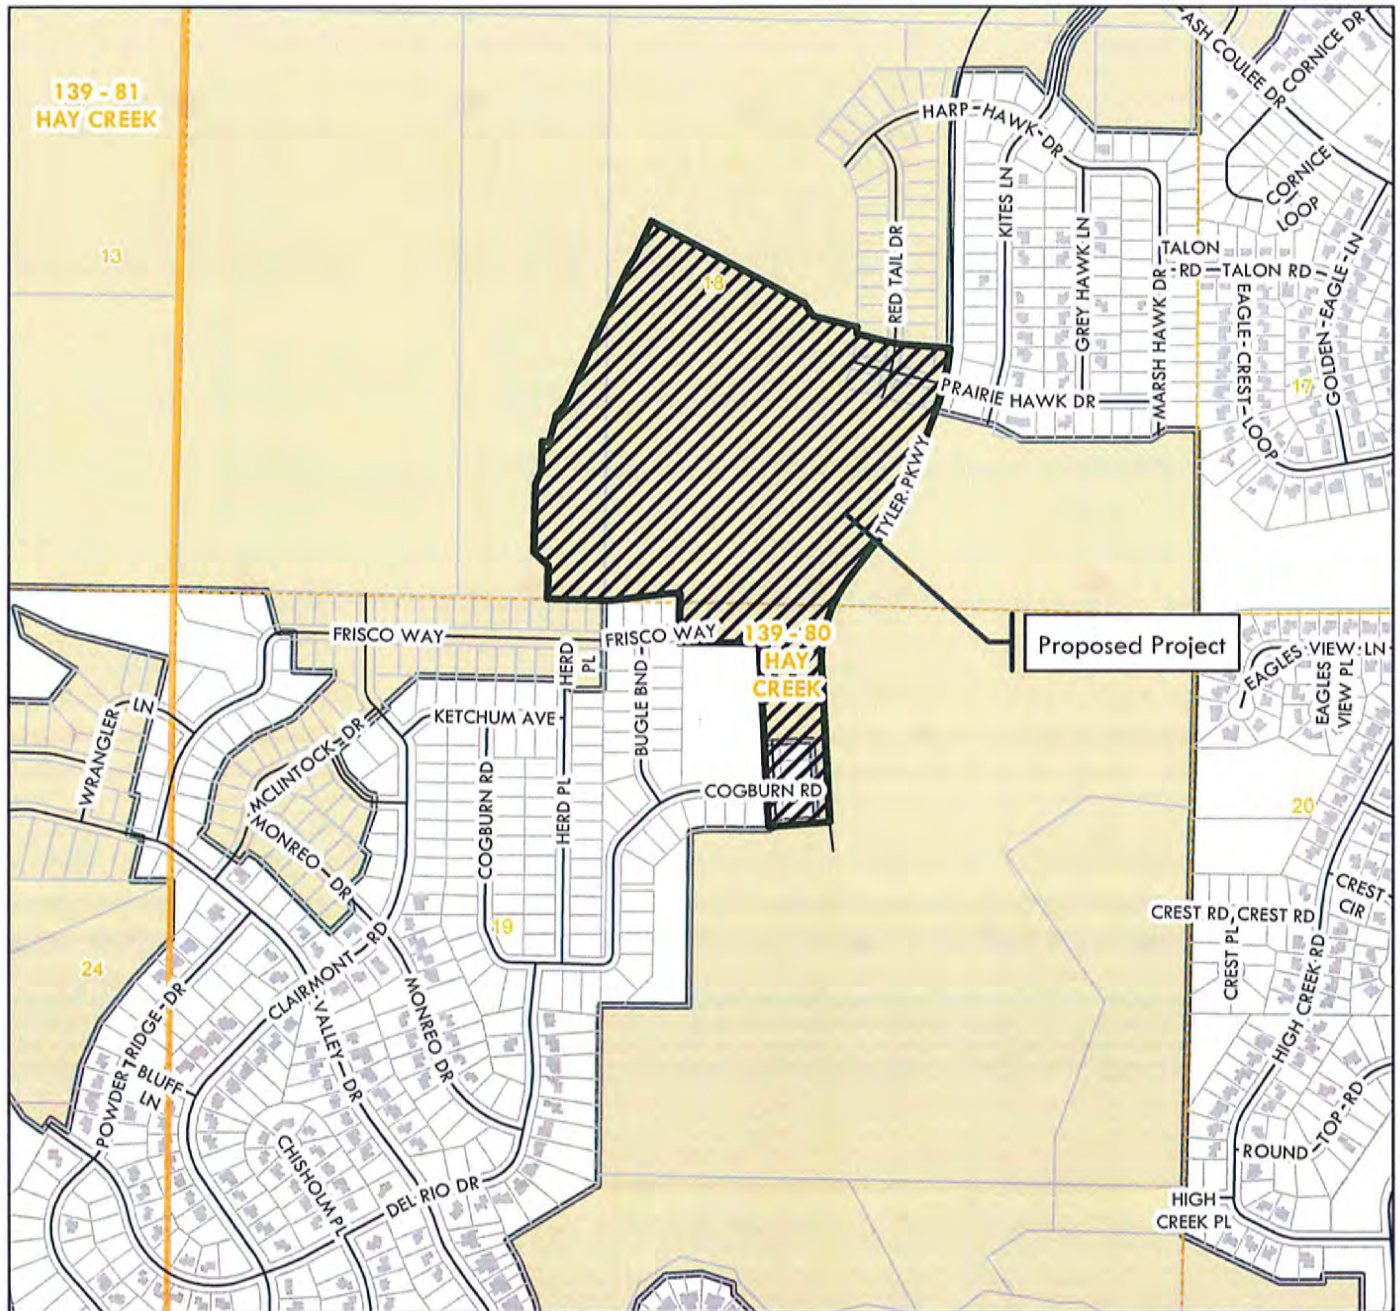 ASH COULEE DR
CORNICE DR
139 - 81
HAY CREEK
HARP HAWK DR
CORNICE
LOOP
KITES LN
13
18
RED TAIL DR
GREY HAWK LN
MARSH HAWK DR
TALON
RD
TALON RD
EAGLE CREST LOOP
GOLDEN EAGLE LN
17
PRAIRIE HAWK DR
TYLER PKWY
FRISCO WAY
FRISCO WAY
139 - 80
HAY
CREEK
Proposed Project
HERD
PL
EAGLES VIEW LN
EAGLES
VIEW PL
WRANGLER LN
MCLINTOCK DR
KETCHUM AVE
BUGLE BND
COGBURN RD
HERD PL
COGBURN RD
20
MONREO DR
19
CREST
CIR
CREST RD
CREST RD
CREST PL
24
CLAIRMONT RD
HIGH CREEK RD
POWDER RIDGE DR
TRIDGE DR
VALLEY DR
MONREO DR
BLUFF
LN
CHISHOLM PL
DEL RIO DR
ROUND TOP RD
HIGH
CREEK PL